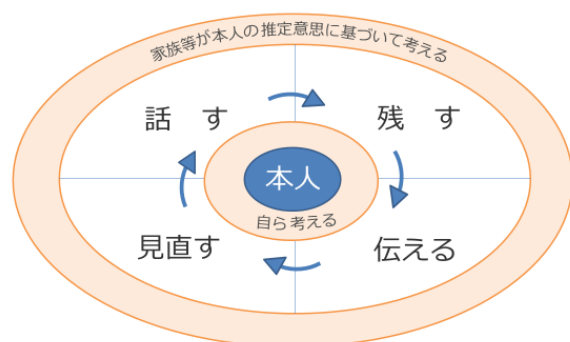 家族等が本人の推定意思に基づいて考える
話　す
残　す
本人
自ら考える
見直す
伝える